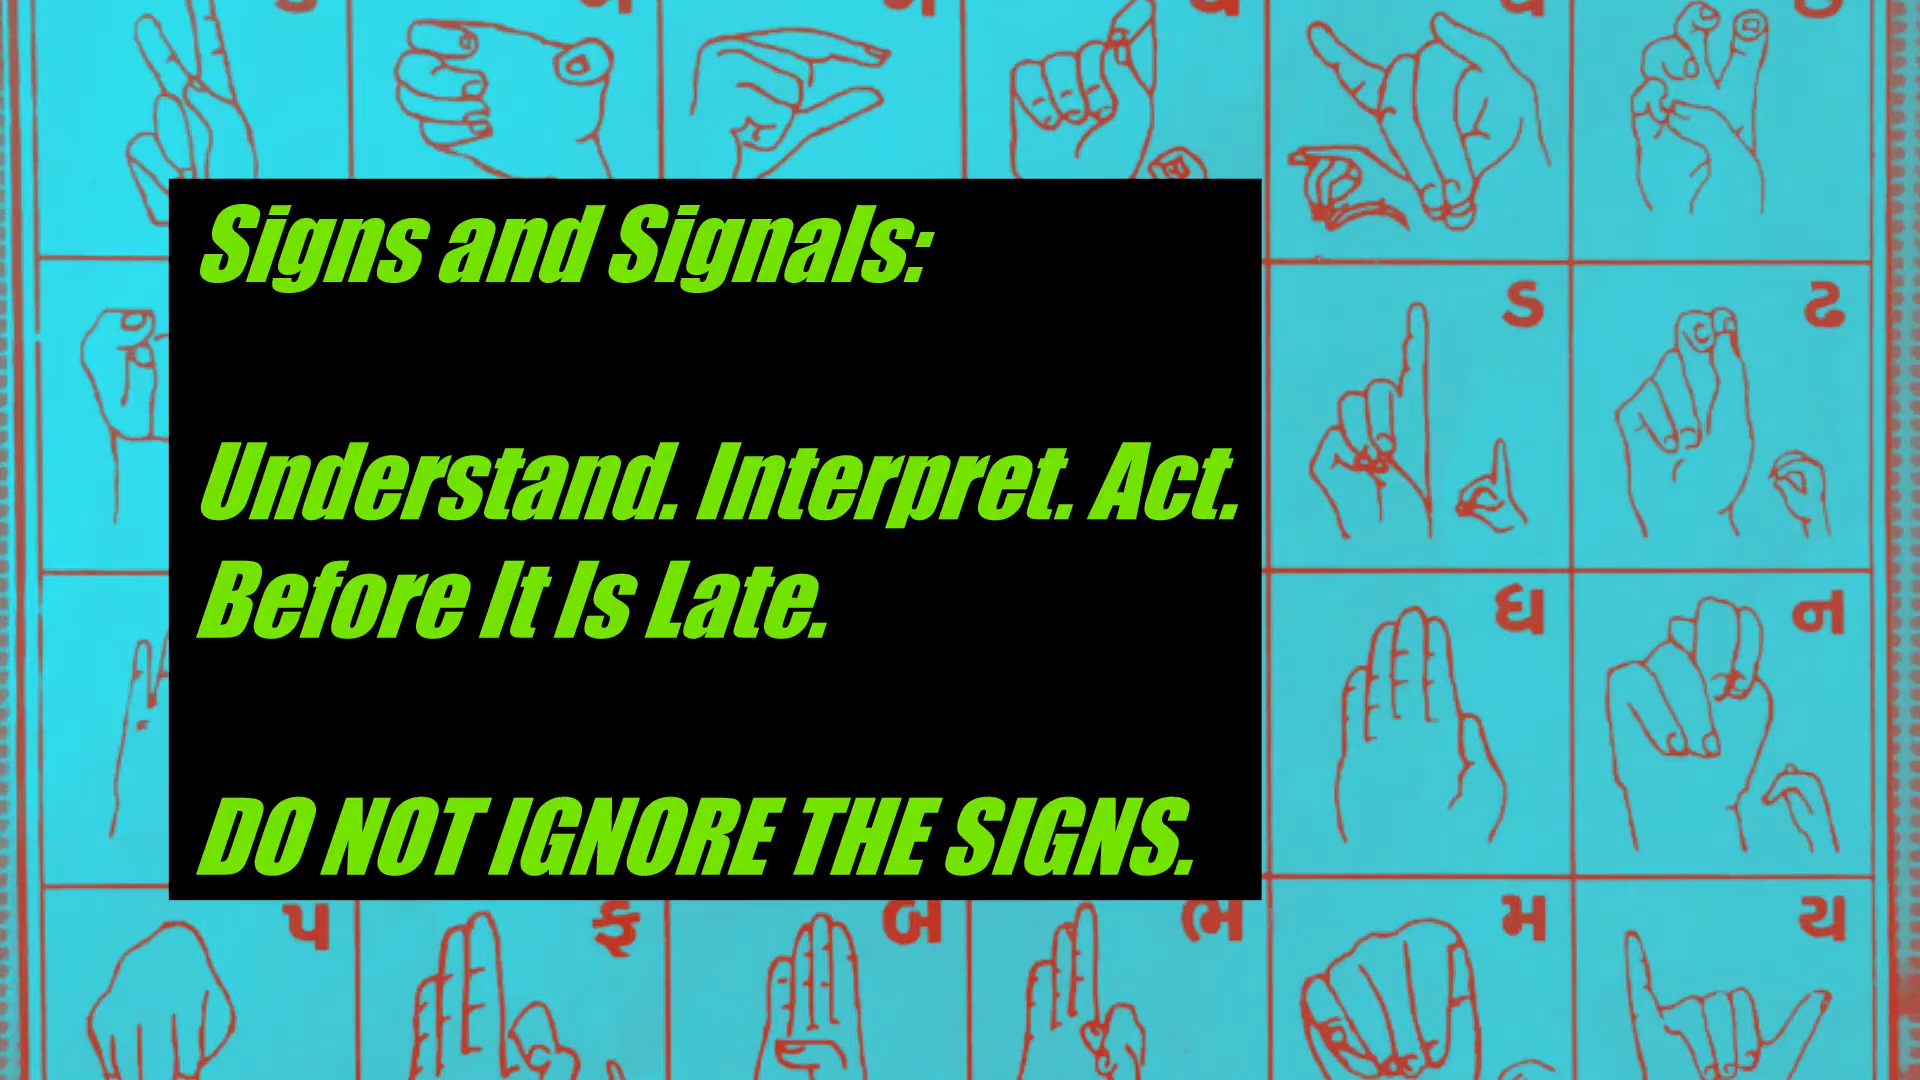 Signs and Signals:
Understand. Interpret. Act.
Before It Is Late.
DO NOT IGNORE THE SIGNS.
ડ
ઢ
ધ
ન
પ
ફ
બ
ભ
મ
ય